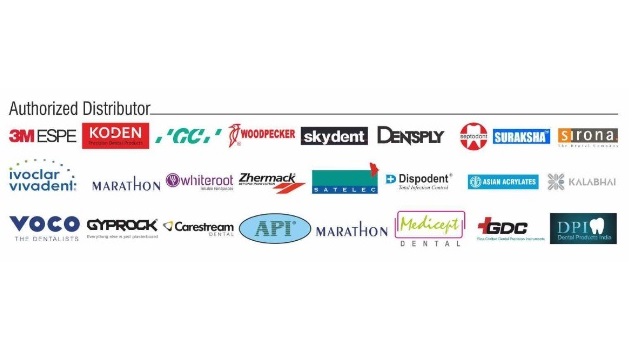 Authorized Distributor
3M ESPE
KODEN
'GC,'
WOODPECKER
skydent
DENTSPLY
septodont
SURAKSHA
sirona.
The Dental Company
ivoclar
vivadent
MARATHON
whiteroot
Zhermack
SATELEC
Dispodent
Total Infection Control
ASIAN ACRYLATES
KALABHAI
VOCO
THE DENTALISTS
GYPROCK
Carestream
DENTAL
API
MARATHON
Medicept
DENTAL
GDC
DPI
Dental Products India